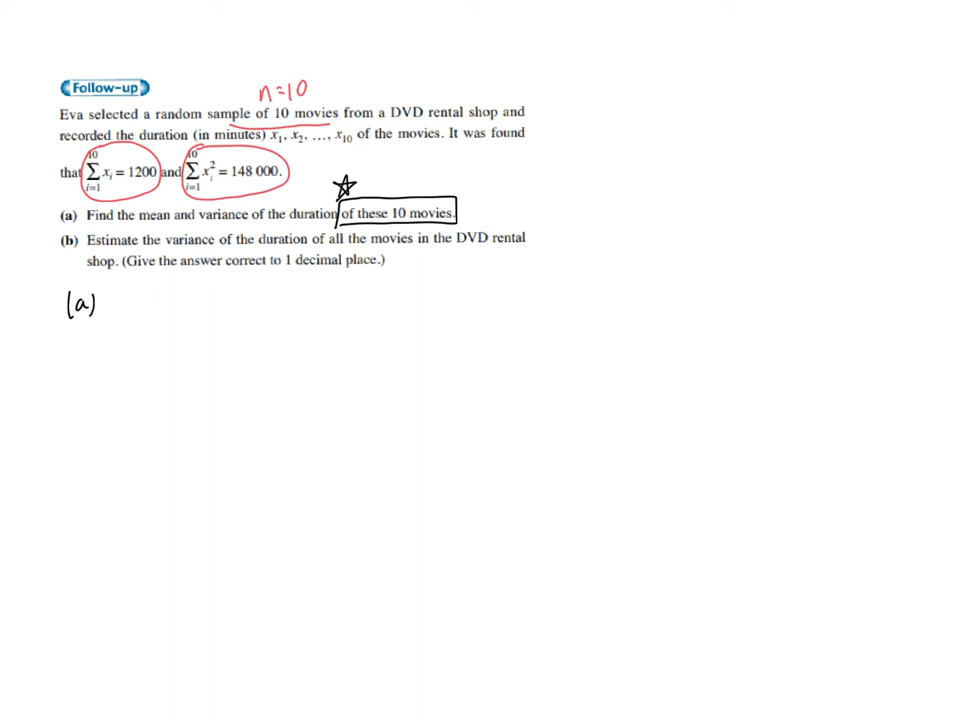 Follow-up
n=10
Eva selected a random sample of 10 movies from a DVD rental shop and
recorded the duration (in minutes) x₁, x₂, …, x₁₀ of the movies. It was found
that ∑_{i=1}^{10} xᵢ = 1200 and ∑_{i=1}^{10} xᵢ² = 148 000.
(a) Find the mean and variance of the duration of these 10 movies.
(b) Estimate the variance of the duration of all the movies in the DVD rental
shop. (Give the answer correct to 1 decimal place.)
(a)